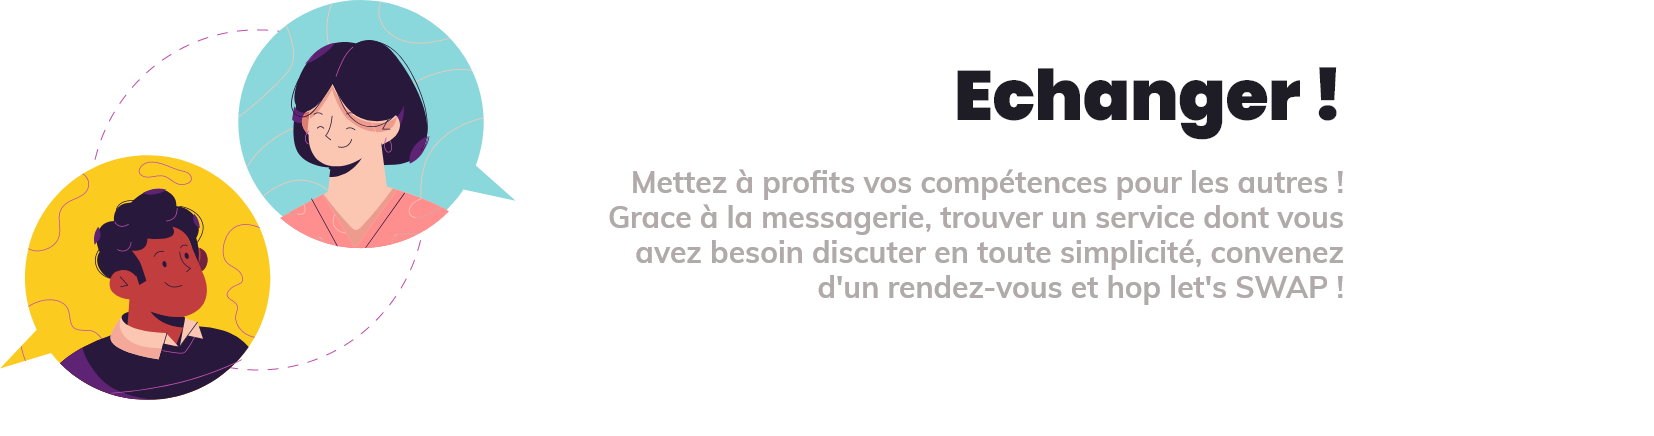 Echanger !
Mettez à profits vos compétences pour les autres !
Grace à la messagerie, trouver un service dont vous
avez besoin discuter en toute simplicité, convenez
d'un rendez-vous et hop let's SWAP !